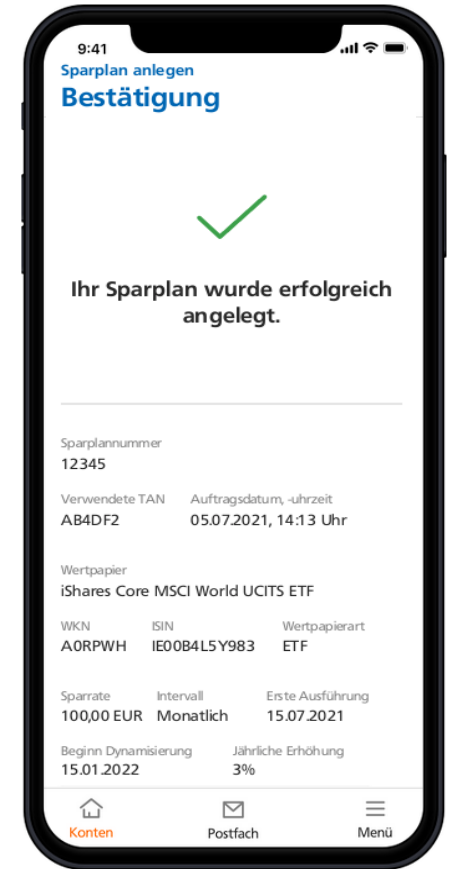 9:41
Sparplan anlegen
Bestätigung
Ihr Sparplan wurde erfolgreich
angelegt.
Sparplannummer
12345
Verwendete TAN Auftragsdatum, -uhrzeit
AB4DF2 05.07.2021, 14:13 Uhr
Wertpapier
iShares Core MSCI World UCITS ETF
WKN ISIN Wertpapierart
A0RPWH IE00B4L5Y983 ETF
Sparrate Intervall Erste Ausführung
100,00 EUR Monatlich 15.07.2021
Beginn Dynamisierung Jährliche Erhöhung
15.01.2022 3%
Konten Postfach Menü